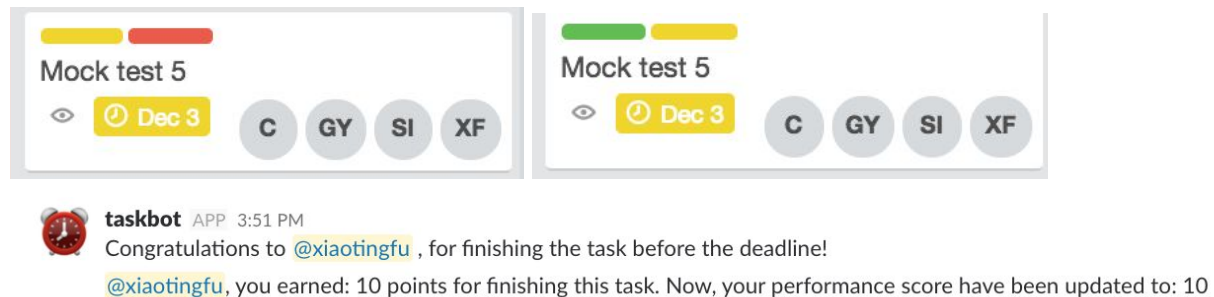 Mock test 5
Dec 3
C GY SI XF
Mock test 5
Dec 3
C GY SI XF
taskbot APP 3:51 PM
Congratulations to @xiaotingfu , for finishing the task before the deadline!
@xiaotingfu, you earned: 10 points for finishing this task. Now, your performance score have been updated to: 10